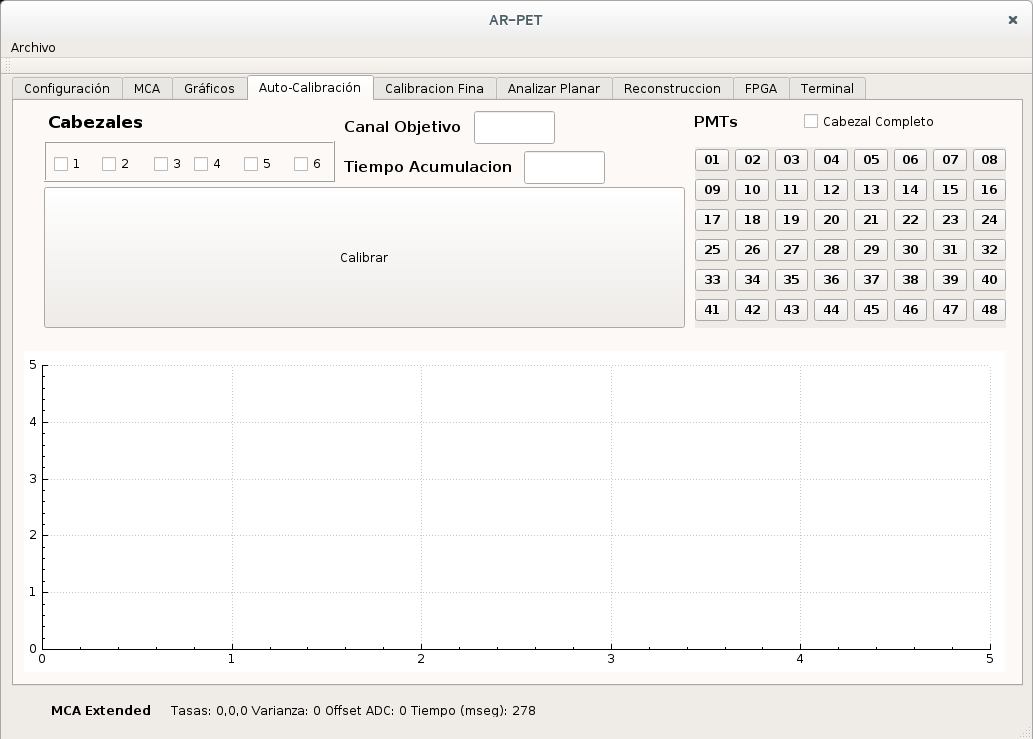 AR-PET
Archivo
Configuración MCA Gráficos Auto-Calibración Calibracion Fina Analizar Planar Reconstruccion FPGA Terminal
Cabezales
1 2 3 4 5 6
Canal Objetivo
Tiempo Acumulacion
Calibrar
PMTs
Cabezal Completo
01 02 03 04 05 06 07 08
09 10 11 12 13 14 15 16
17 18 19 20 21 22 23 24
25 26 27 28 29 30 31 32
33 34 35 36 37 38 39 40
41 42 43 44 45 46 47 48
5
4
3
2
1
0
0 1 2 3 4 5
MCA Extended Tasas: 0,0,0 Varianza: 0 Offset ADC: 0 Tiempo (mseg): 278